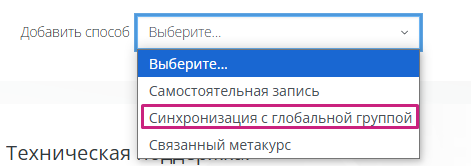 Добавить способ Выберите...
Выберите...
Самостоятельная запись
Синхронизация с глобальной группой
Связанный метакурс
Техническая поддержка: